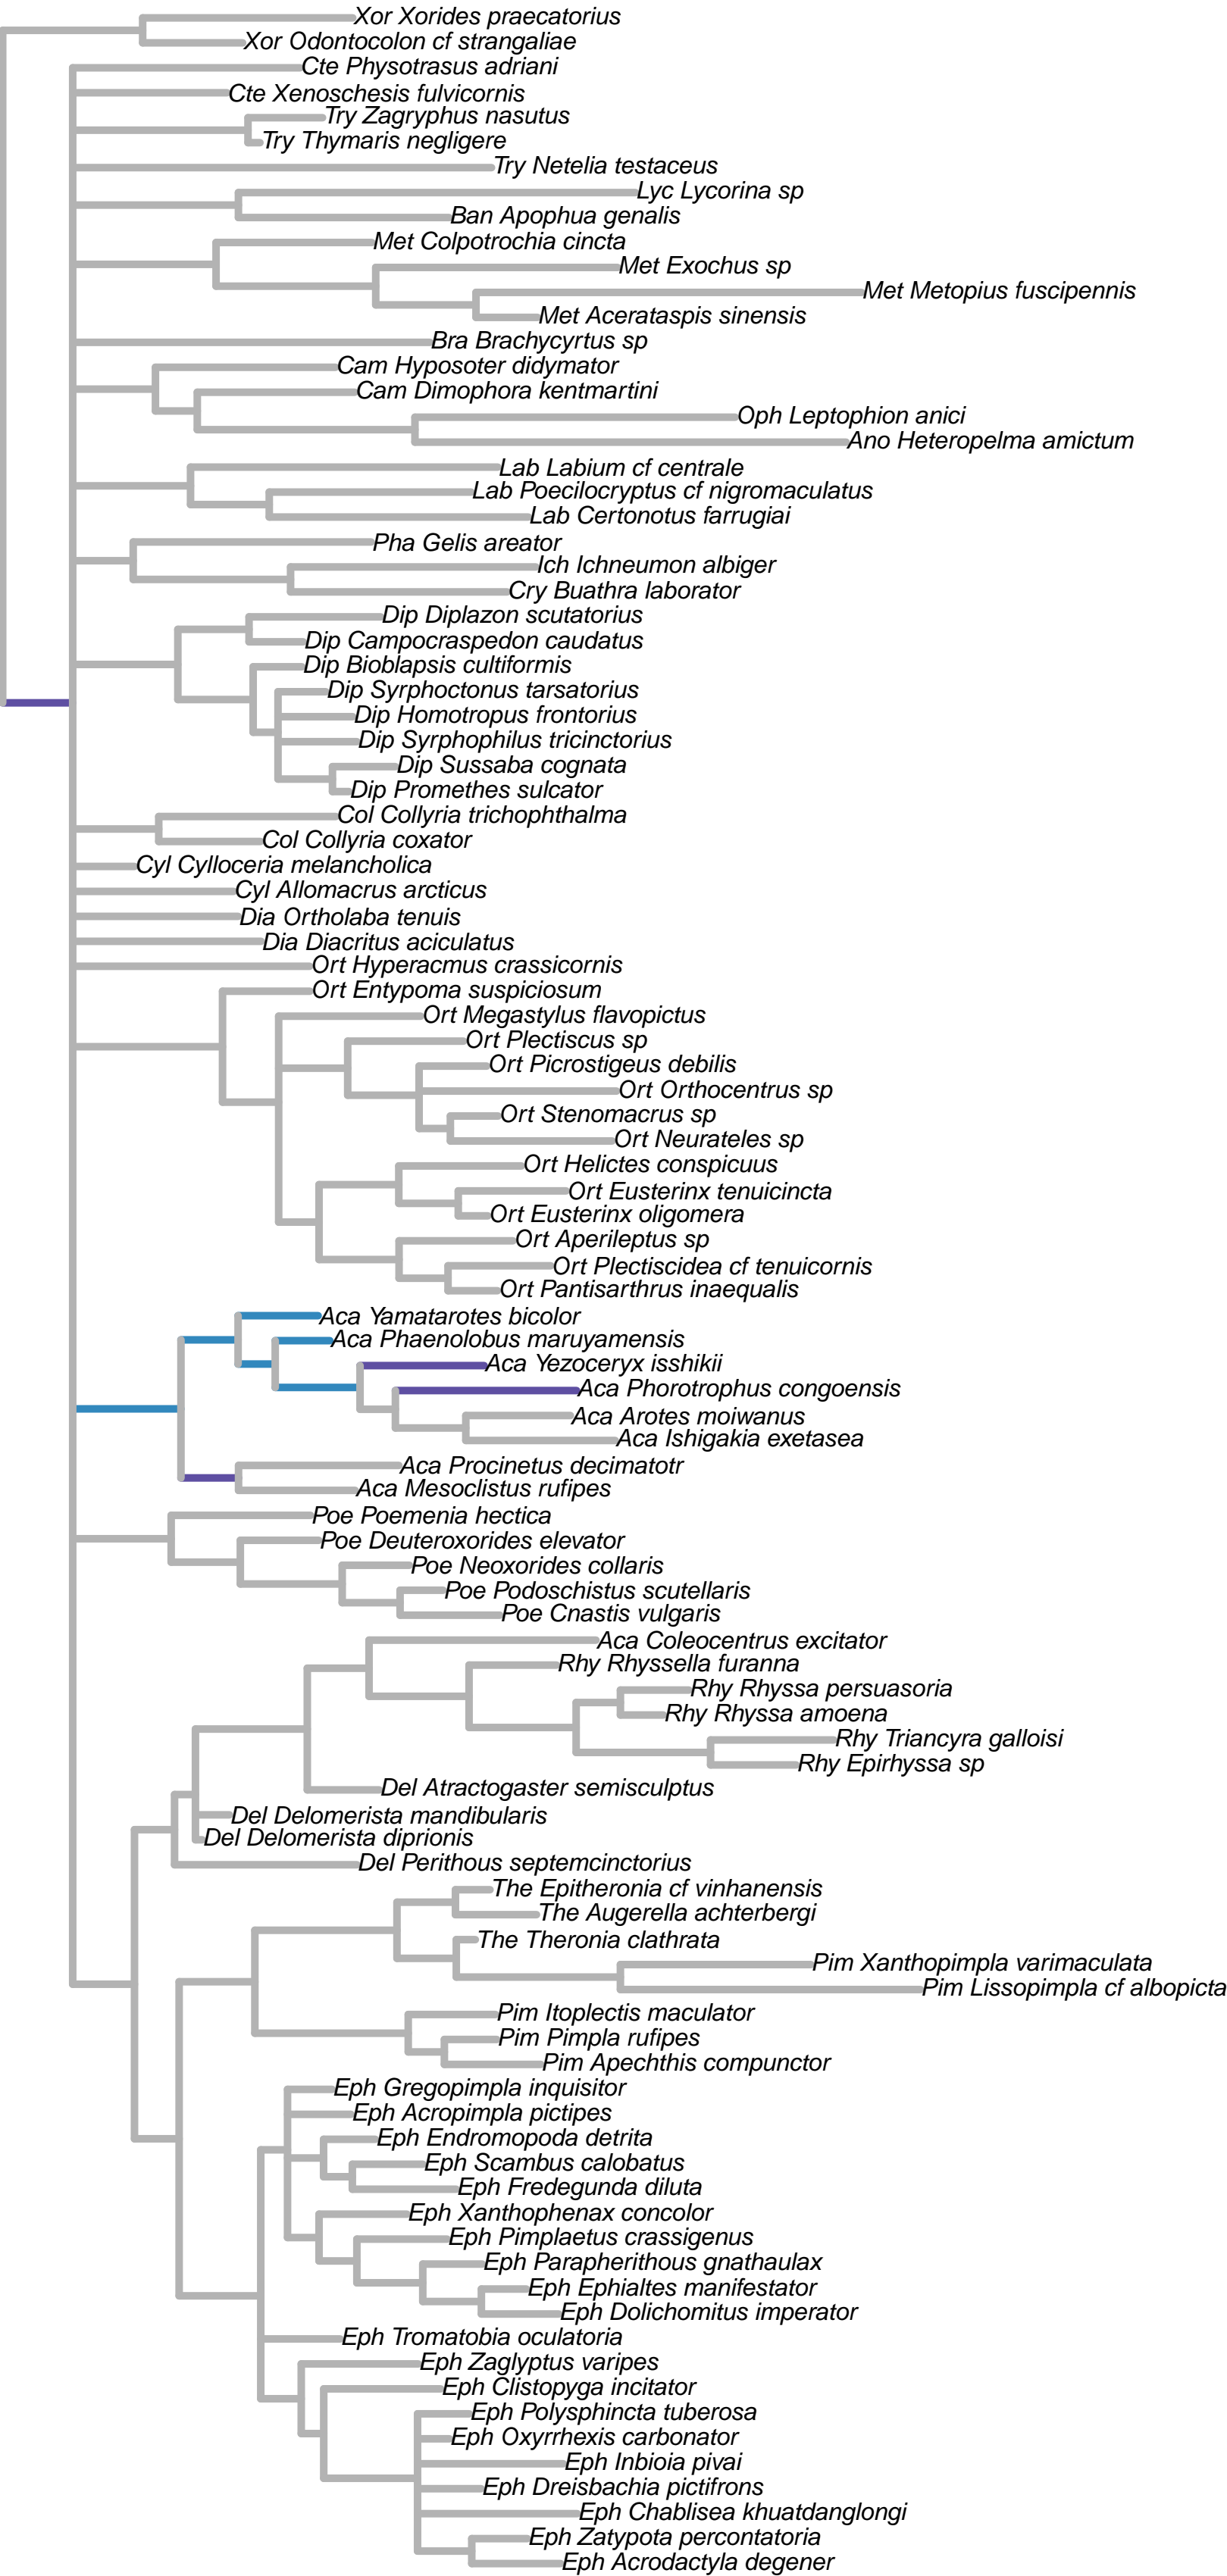 Xor Xorides praecatorius
Xor Odontocolon cf strangaliae
Cte Physotrasus adriani
Cte Xenoschesis fulvicornis
Try Zagryphus nasutus
Try Thymaris negligere
Try Netelia testaceus
Lyc Lycorina sp
Ban Apophua genalis
Met Colpotrochia cincta
Met Exochus sp
Met Metopius fuscipennis
Met Acerataspis sinensis
Bra Brachycyrtus sp
Cam Hyposoter didymator
Cam Dimophora kentmartini
Oph Leptophion anici
Ano Heteropelma amictum
Lab Labium cf centrale
Lab Poecilocryptus cf nigromaculatus
Lab Certonotus farrugiai
Pha Gelis areator
Ich Ichneumon albiger
Cry Buathra laborator
Dip Diplazon scutatorius
Dip Campocraspedon caudatus
Dip Bioblapsis cultiformis
Dip Syrphoctonus tarsatorius
Dip Homotropus frontorius
Dip Syrphophilus tricinctorius
Dip Sussaba cognata
Dip Promethes sulcator
Col Collyria trichophthalma
Col Collyria coxator
Cyl Cylloceria melancholica
Cyl Allomacrus arcticus
Dia Ortholaba tenuis
Dia Diacritus aciculatus
Ort Hyperacmus crassicornis
Ort Entypoma suspiciosum
Ort Megastylus flavopictus
Ort Plectiscus sp
Ort Picrostigeus debilis
Ort Orthocentrus sp
Ort Stenomacrus sp
Ort Neurateles sp
Ort Helictes conspicuus
Ort Eusterinx tenuicincta
Ort Eusterinx oligomera
Ort Aperileptus sp
Ort Plectiscidea cf tenuicornis
Ort Pantisarthrus inaequalis
Aca Yamatarotes bicolor
Aca Phaenolobus maruyamensis
Aca Yezoceryx isshikii
Aca Phorotrophus congoensis
Aca Arotes moiwanus
Aca Ishigakia exetasea
Aca Procinetus decimatotr
Aca Mesoclistus rufipes
Poe Poemenia hectica
Poe Deuteroxorides elevator
Poe Neoxorides collaris
Poe Podoschistus scutellaris
Poe Cnastis vulgaris
Aca Coleocentrus excitator
Rhy Rhyssella furanna
Rhy Rhyssa persuasoria
Rhy Rhyssa amoena
Rhy Triancyra galloisi
Rhy Epirhyssa sp
Del Atractogaster semisculptus
Del Delomerista mandibularis
Del Delomerista diprionis
Del Perithous septemcinctorius
The Epitheronia cf vinhanensis
The Augerella achterbergi
The Theronia clathrata
Pim Xanthopimpla varimaculata
Pim Lissopimpla cf albopicta
Pim Itoplectis maculator
Pim Pimpla rufipes
Pim Apechthis compunctor
Eph Gregopimpla inquisitor
Eph Acropimpla pictipes
Eph Endromopoda detrita
Eph Scambus calobatus
Eph Fredegunda diluta
Eph Xanthophenax concolor
Eph Pimplaetus crassigenus
Eph Parapherithous gnathaulax
Eph Ephialtes manifestator
Eph Dolichomitus imperator
Eph Tromatobia oculatoria
Eph Zaglyptus varipes
Eph Clistopyga incitator
Eph Polysphincta tuberosa
Eph Oxyrrhexis carbonator
Eph Inbioia pivai
Eph Dreisbachia pictifrons
Eph Chablisea khuatdanglongi
Eph Zatypota percontatoria
Eph Acrodactyla degener